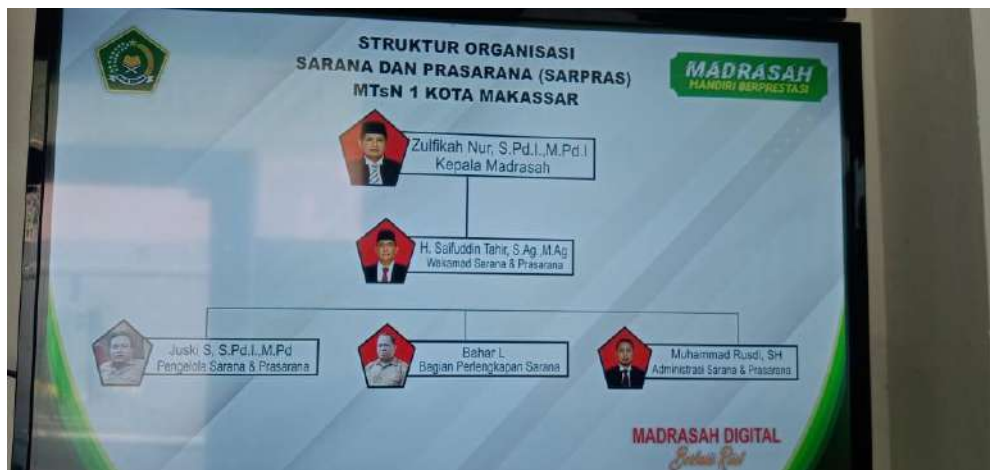 STRUKTUR ORGANISASI
SARANA DAN PRASARANA (SARPRAS)
MTsN 1 KOTA MAKASSAR
MADRASAH
MANDIRI BERPRESTASI
Zulfikah Nur, S.Pd.I.,M.Pd.I
Kepala Madrasah
H. Saifuddin Tahir, S.Ag.,M.Ag
Wakamad Sarana & Prasarana
Juski S, S.Pd.I.,M.Pd
Pengelola Sarana & Prasarana
Bahar L
Bagian Perlengkapan Sarana
Muhammad Rusdi, SH
Administrasi Sarana & Prasarana
MADRASAH DIGITAL